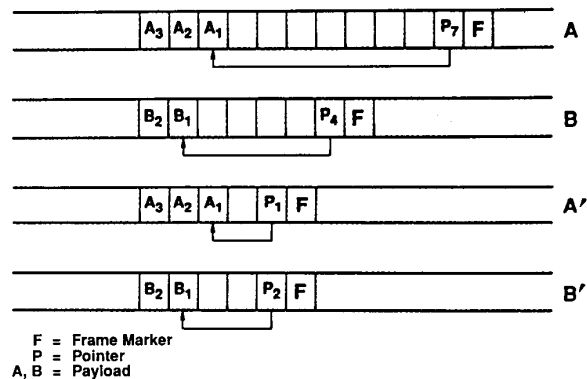 A₃ A₂ A₁ P₇ F A
B₂ B₁ P₄ F B
A₃ A₂ A₁ P₁ F A′
B₂ B₁ P₂ F B′
F = Frame Marker
P = Pointer
A, B = Payload